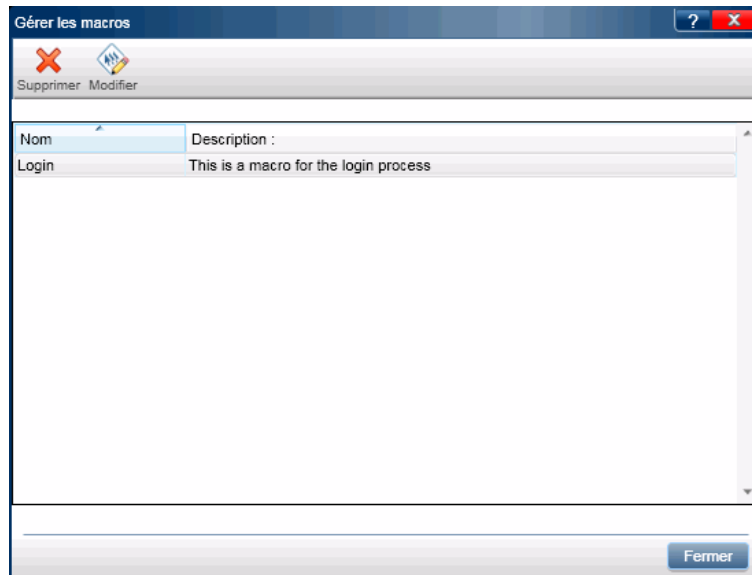 Gérer les macros ?
Supprimer Modifier
Nom Description :
Login This is a macro for the login process
Fermer